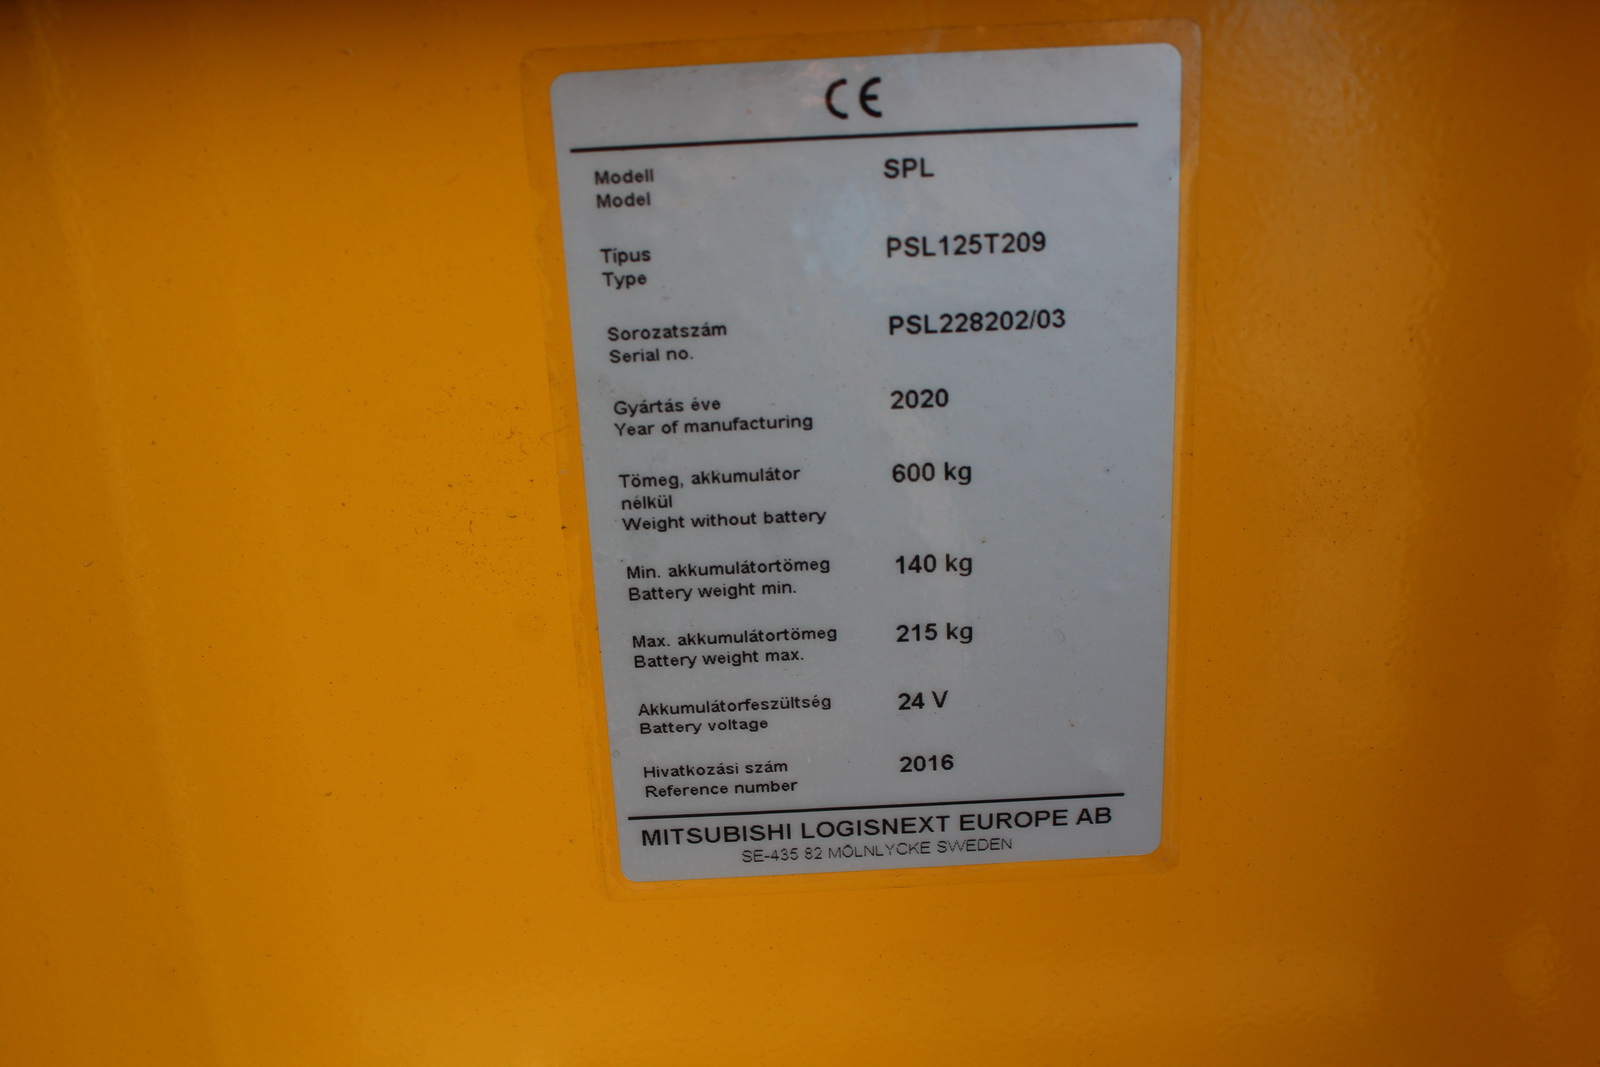 CE
Modell SPL
Model
Típus PSL125T209
Type
Sorozatszám PSL228202/03
Serial no.
Gyártás éve 2020
Year of manufacturing
Tömeg, akkumulátor 600 kg
nélkül
Weight without battery
Min. akkumulátortömeg 140 kg
Battery weight min.
Max. akkumulátortömeg 215 kg
Battery weight max.
Akkumulátorfeszültség 24 V
Battery voltage
Hivatkozási szám 2016
Reference number
MITSUBISHI LOGISNEXT EUROPE AB
SE-435 82 MÖLNLYCKE SWEDEN